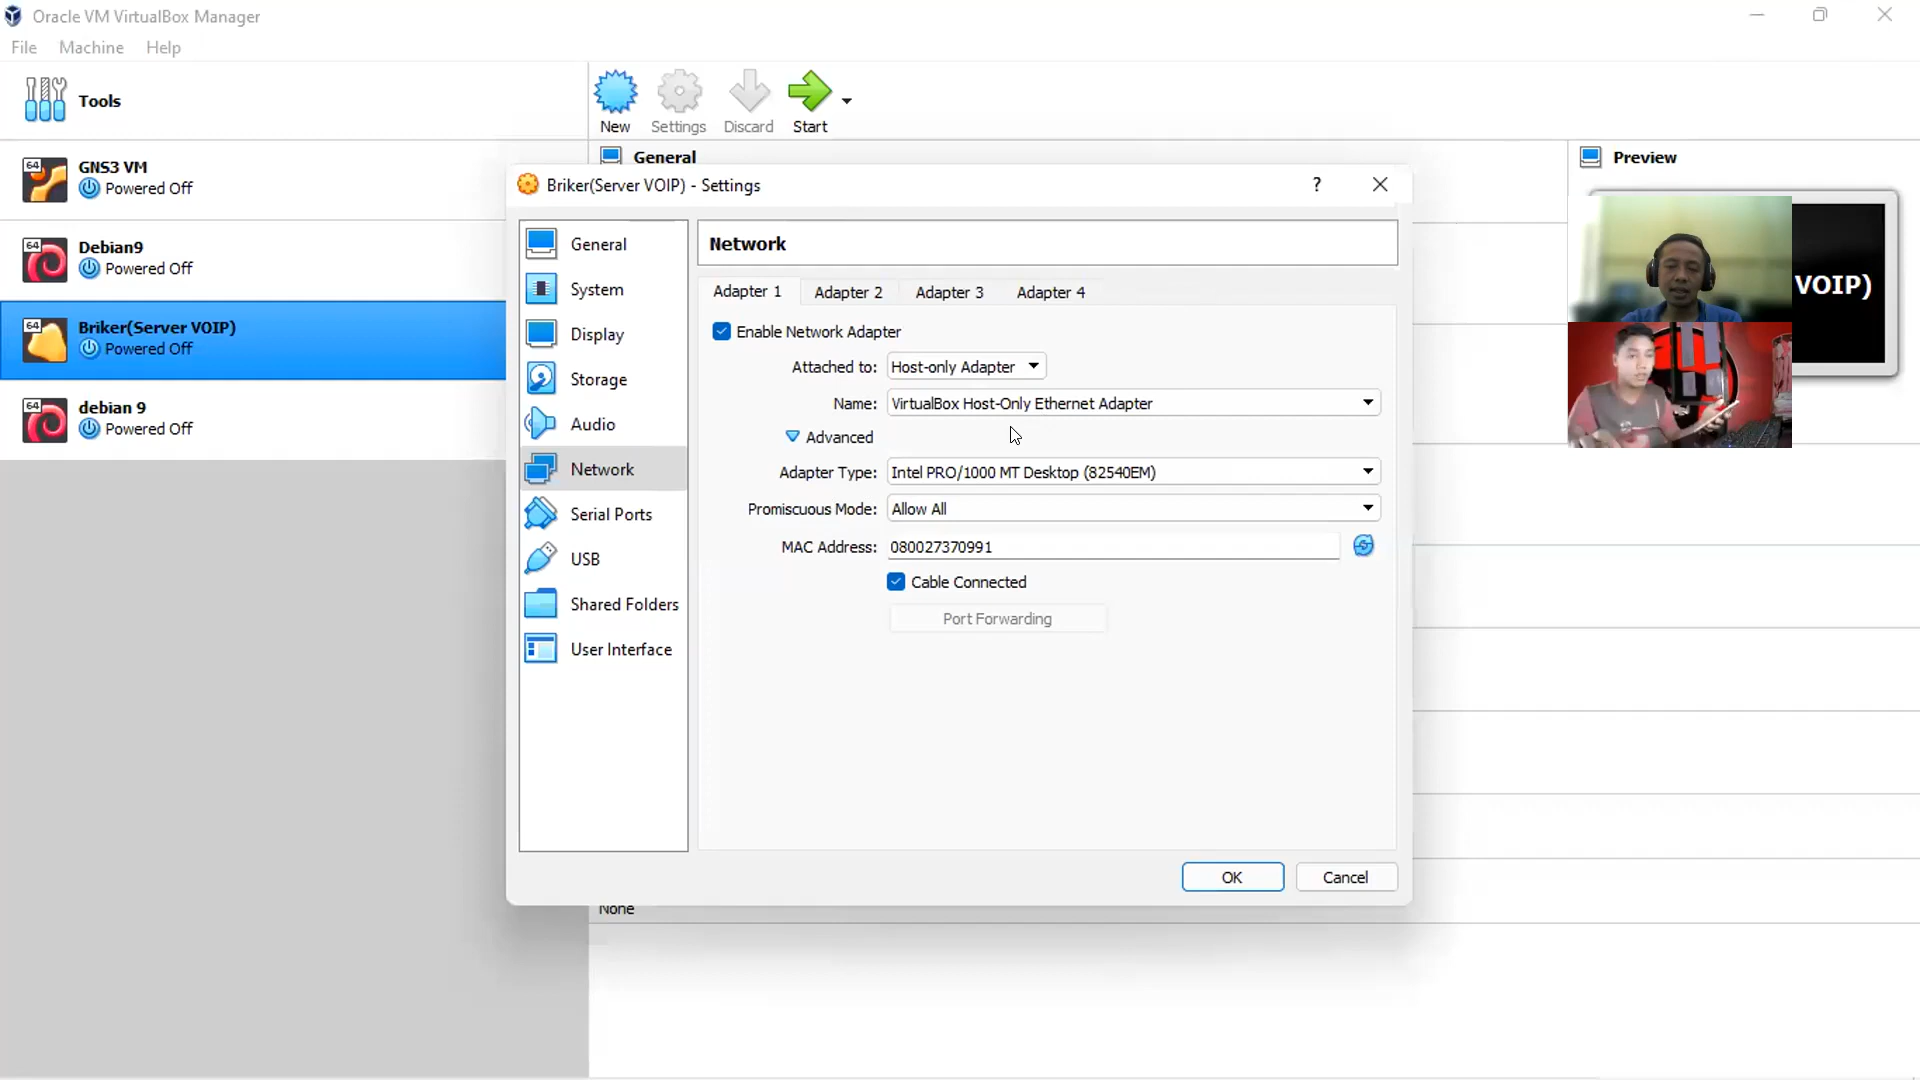 Oracle VM VirtualBox Manager
File Machine Help
Tools
New Settings Discard Start
64 GNS3 VM
Powered Off
64 Debian9
Powered Off
64 Briker(Server VOIP)
Powered Off
64 debian 9
Powered Off
General
Preview
VOIP)
Briker(Server VOIP) - Settings ?
General
System
Display
Storage
Audio
Network
Serial Ports
USB
Shared Folders
User Interface
Network
Adapter 1 Adapter 2 Adapter 3 Adapter 4
Enable Network Adapter
Attached to: Host-only Adapter
Name: VirtualBox Host-Only Ethernet Adapter
Advanced
Adapter Type: Intel PRO/1000 MT Desktop (82540EM)
Promiscuous Mode: Allow All
MAC Address: 080027370991
Cable Connected
Port Forwarding
OK Cancel
None